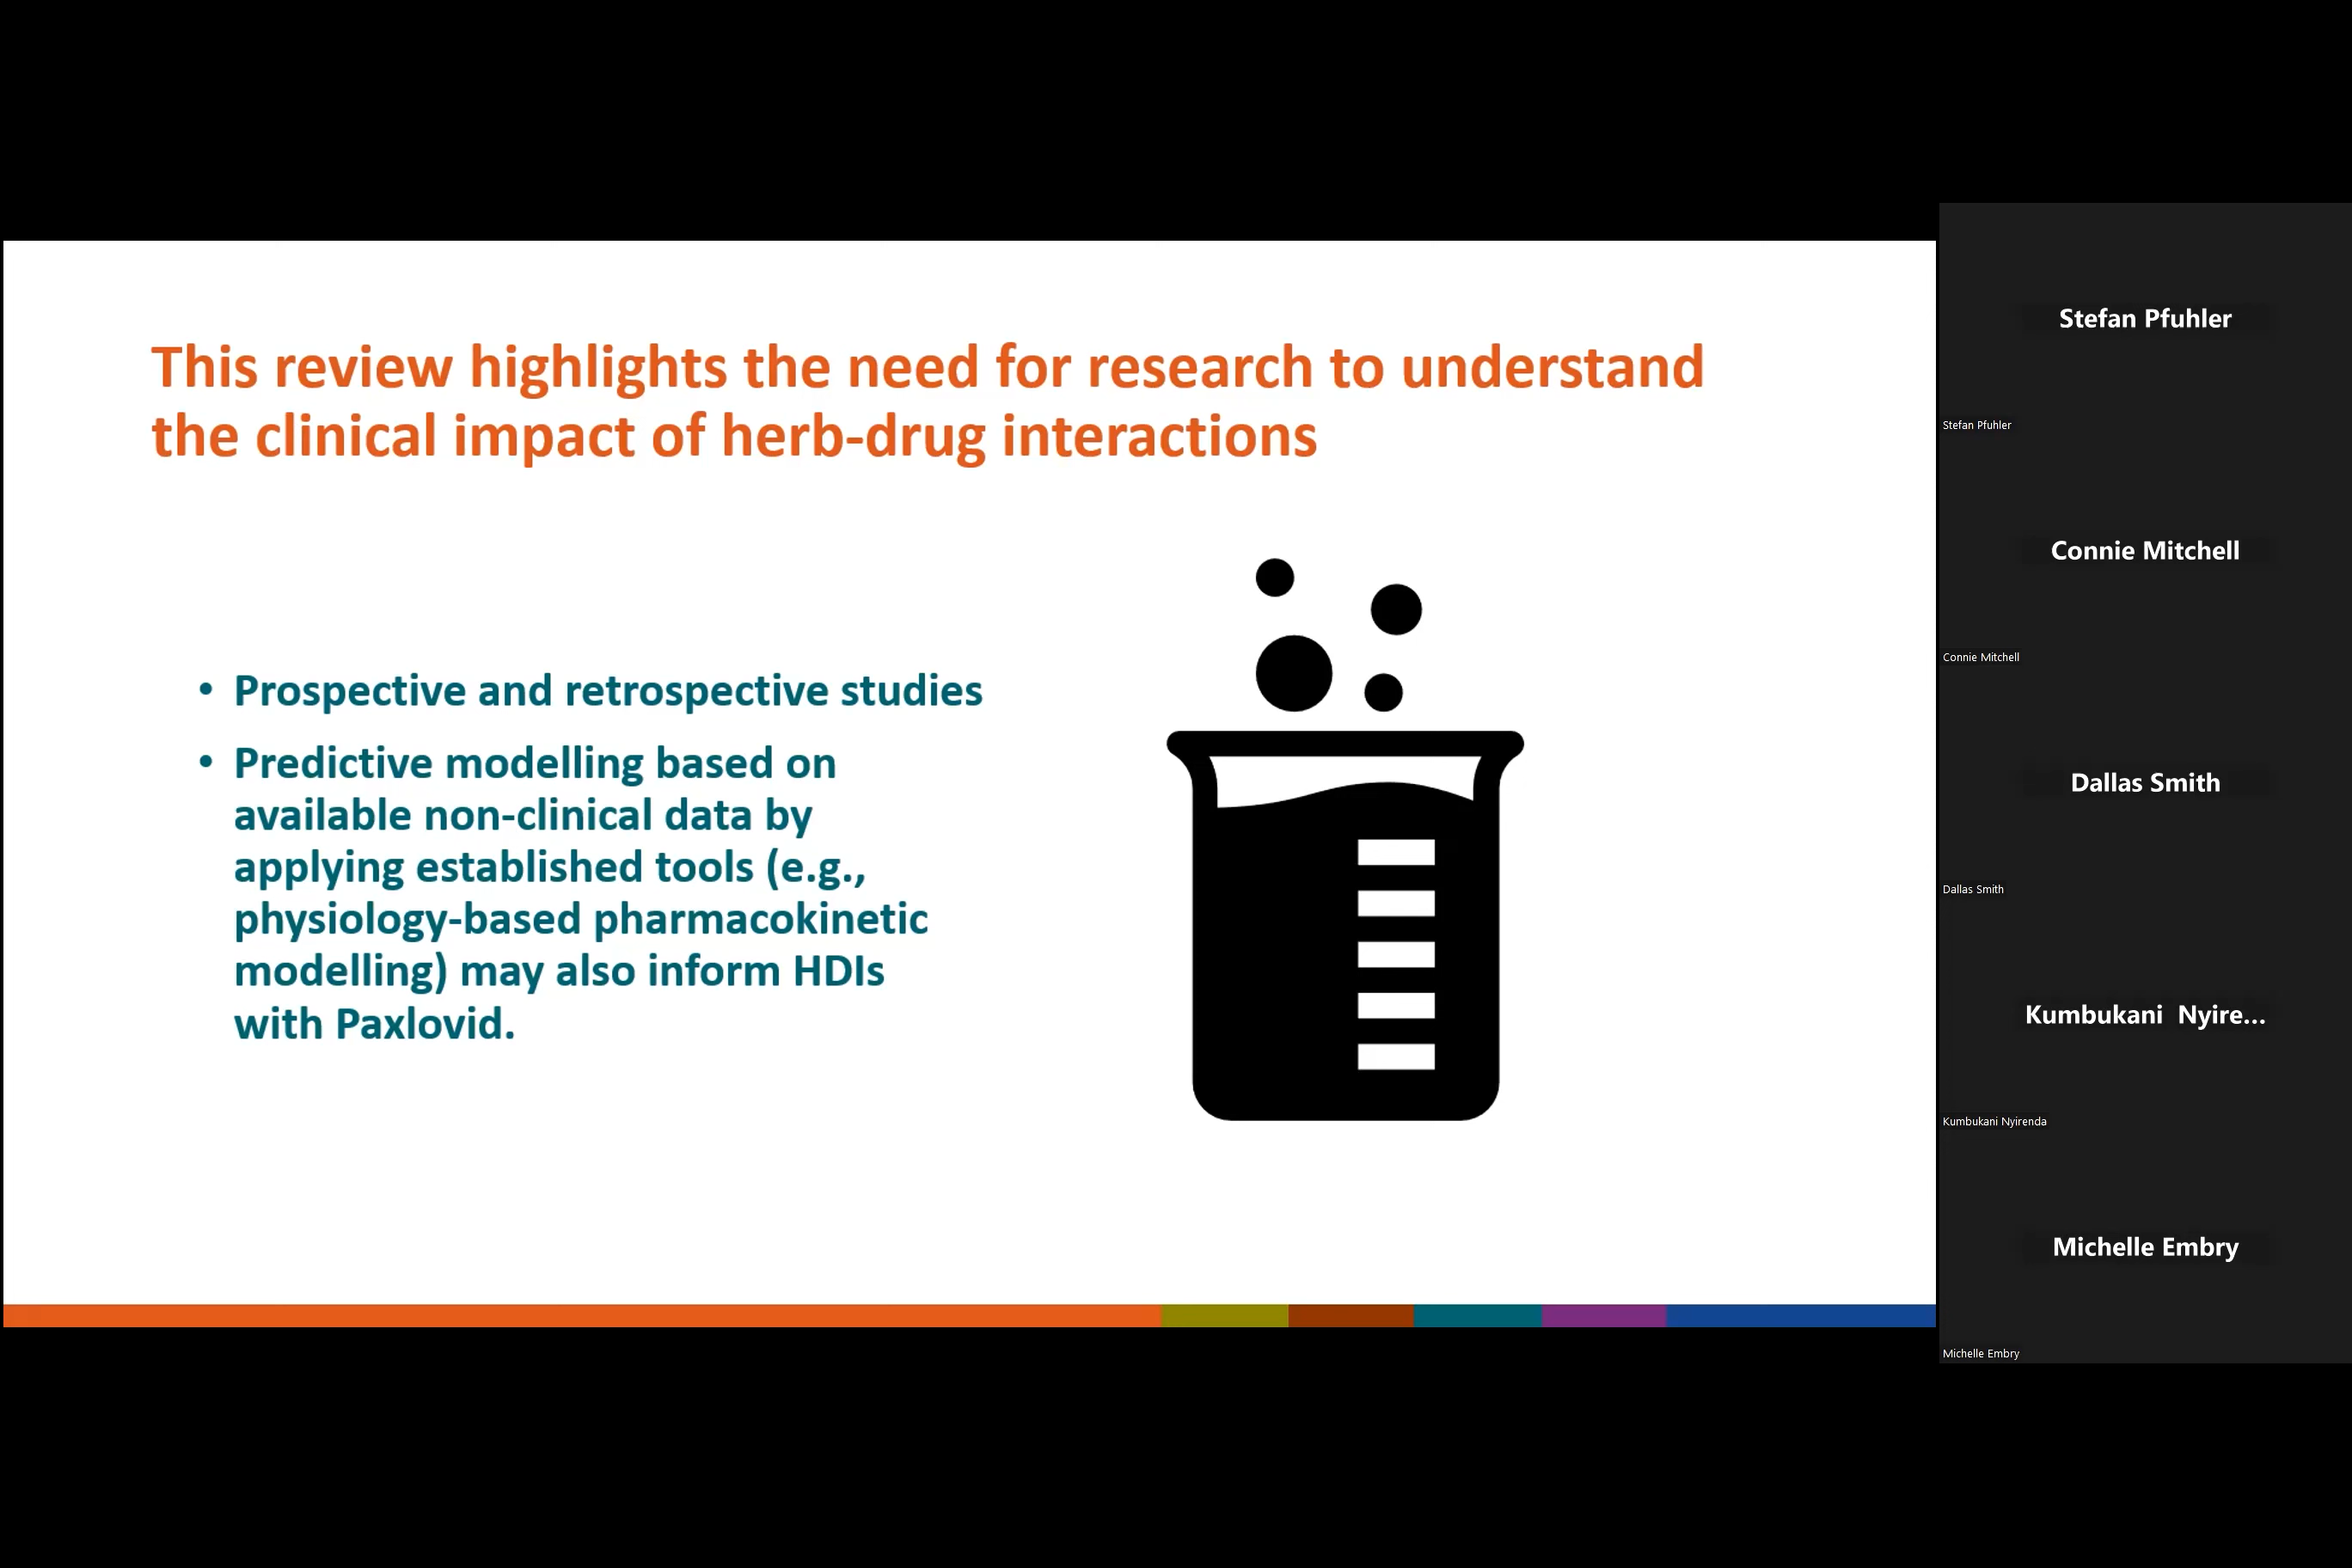 This review highlights the need for research to understand
the clinical impact of herb-drug interactions
• Prospective and retrospective studies
• Predictive modelling based on
available non-clinical data by
applying established tools (e.g.,
physiology-based pharmacokinetic
modelling) may also inform HDIs
with Paxlovid.
Stefan Pfuhler
Stefan Pfuhler
Connie Mitchell
Connie Mitchell
Dallas Smith
Dallas Smith
Kumbukani Nyire...
Kumbukani Nyirenda
Michelle Embry
Michelle Embry